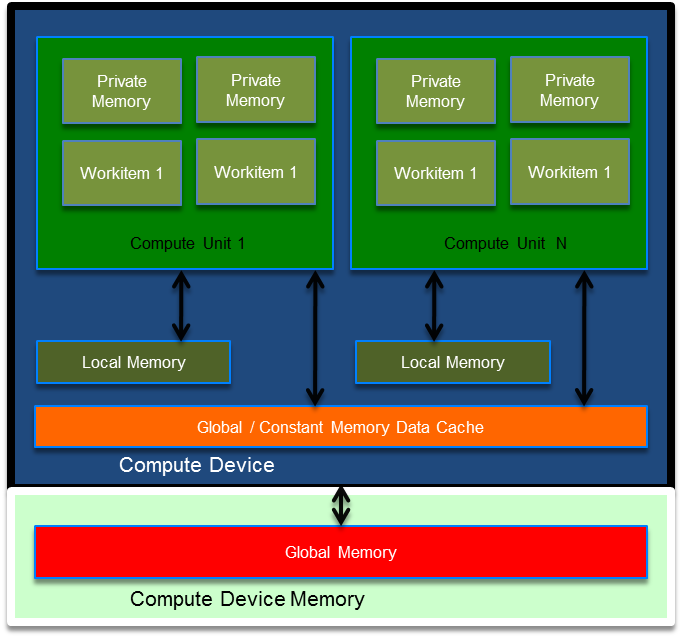 Private
Memory
Private
Memory
Workitem 1
Workitem 1
Compute Unit 1
Private
Memory
Private
Memory
Workitem 1
Workitem 1
Compute Unit N
Local Memory
Local Memory
Global / Constant Memory Data Cache
Compute Device
Global Memory
Compute Device Memory